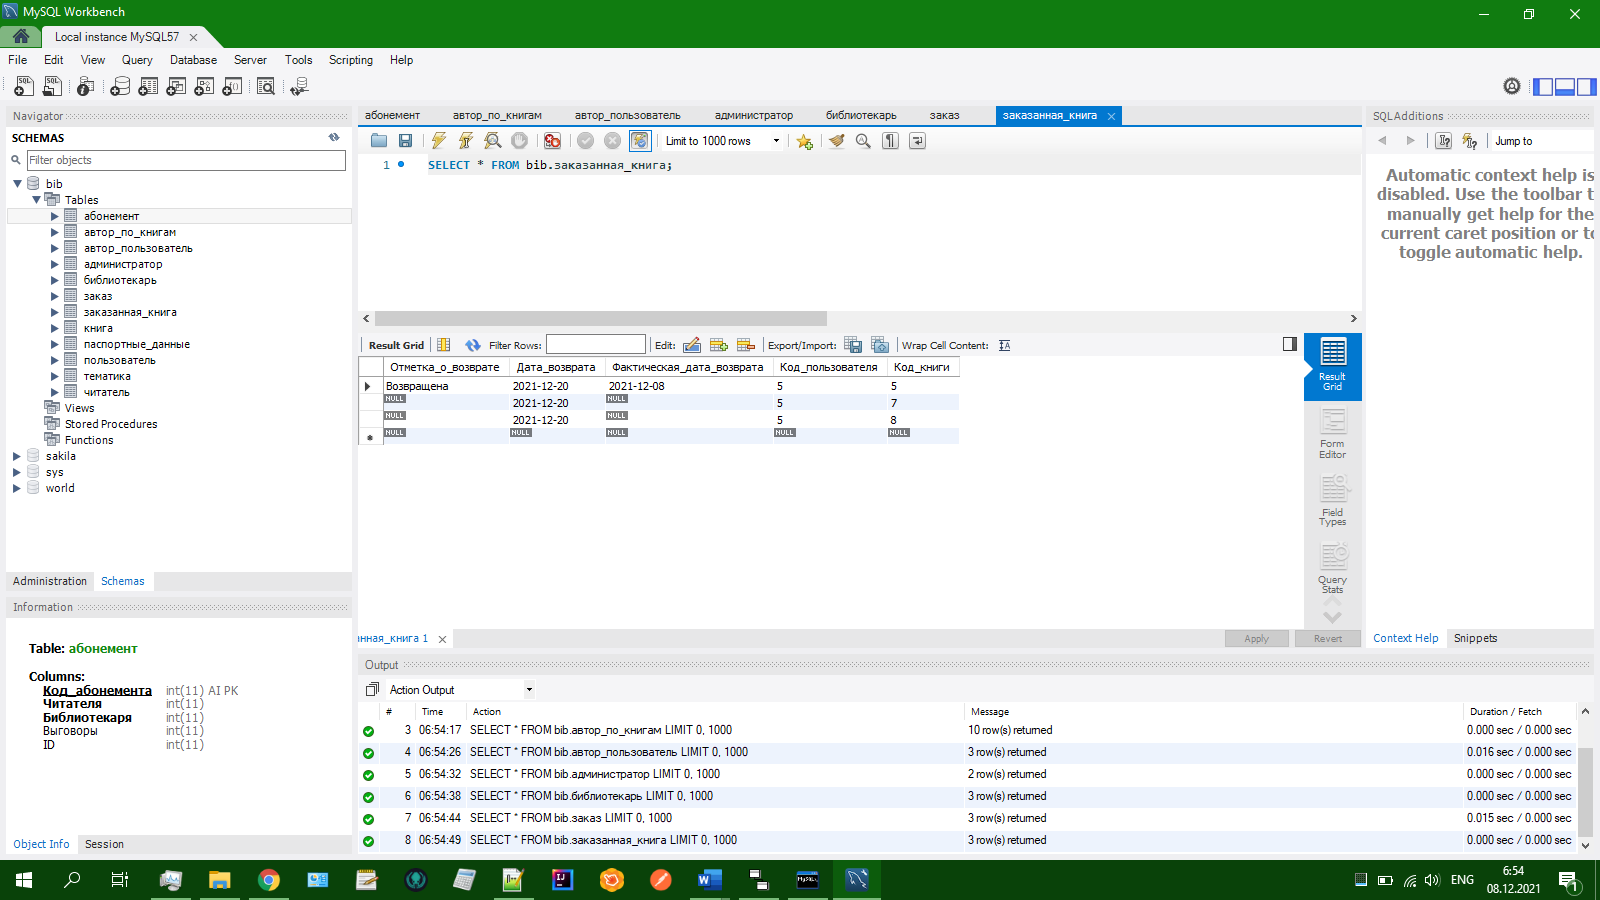 MySQL Workbench
Local instance MySQL57
File Edit View Query Database Server Tools Scripting Help
Navigator
SCHEMAS
Filter objects
bib
Tables
абонемент
автор_по_книгам
автор_пользователь
администратор
библиотекарь
заказ
заказанная_книга
книга
паспортные_данные
пользователь
тематика
читатель
Views
Stored Procedures
Functions
sakila
sys
world
Administration Schemas
Information
Table: абонемент
Columns:
Код_абонемента int(11) AI PK
Читателя int(11)
Библиотекаря int(11)
Выговоры int(11)
ID int(11)
Object Info Session
абонемент автор_по_книгам автор_пользователь администратор библиотекарь заказ заказанная_книга
Limit to 1000 rows
1 SELECT * FROM bib.заказанная_книга;
Result Grid Filter Rows: Edit: Export/Import: Wrap Cell Content:
Отметка_о_возврате Дата_возврата Фактическая_дата_возврата Код_пользователя Код_книги
Возвращена 2021-12-20 2021-12-08 5 5
NULL 2021-12-20 NULL 5 7
NULL 2021-12-20 NULL 5 8
NULL NULL NULL NULL NULL
Result Grid
Form Editor
Field Types
Query Stats
нная_книга 1
Apply Revert
SQLAdditions
Jump to
Automatic context help is
disabled. Use the toolbar t
manually get help for the
current caret position or to
toggle automatic help.
Context Help Snippets
Output
Action Output
# Time Action Message Duration / Fetch
3 06:54:17 SELECT * FROM bib.автор_по_книгам LIMIT 0, 1000 10 row(s) returned 0.000 sec / 0.000 sec
4 06:54:26 SELECT * FROM bib.автор_пользователь LIMIT 0, 1000 3 row(s) returned 0.016 sec / 0.000 sec
5 06:54:32 SELECT * FROM bib.администратор LIMIT 0, 1000 2 row(s) returned 0.000 sec / 0.000 sec
6 06:54:38 SELECT * FROM bib.библиотекарь LIMIT 0, 1000 3 row(s) returned 0.000 sec / 0.000 sec
7 06:54:44 SELECT * FROM bib.заказ LIMIT 0, 1000 3 row(s) returned 0.015 sec / 0.000 sec
8 06:54:49 SELECT * FROM bib.заказанная_книга LIMIT 0, 1000 3 row(s) returned 0.000 sec / 0.000 sec
ENG
6:54
08.12.2021
1